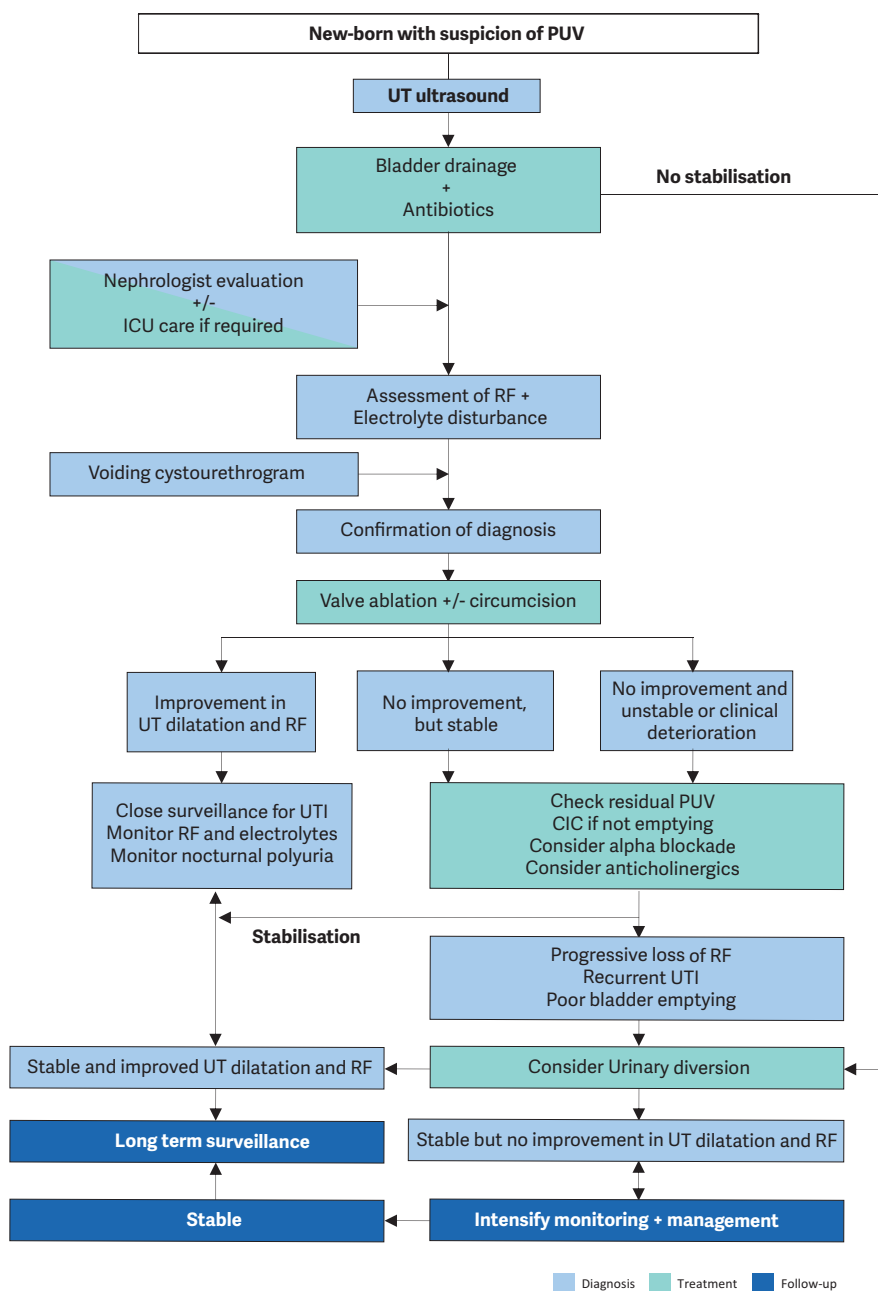 New-born with suspicion of PUV
UT ultrasound
Bladder drainage
+
Antibiotics
No stabilisation
Nephrologist evaluation
+/-
ICU care if required
Assessment of RF +
Electrolyte disturbance
Voiding cystourethrogram
Confirmation of diagnosis
Valve ablation +/- circumcision
Improvement in
UT dilatation and RF
No improvement,
but stable
No improvement and
unstable or clinical
deterioration
Close surveillance for UTI
Monitor RF and electrolytes
Monitor nocturnal polyuria
Check residual PUV
CIC if not emptying
Consider alpha blockade
Consider anticholinergics
Stabilisation
Progressive loss of RF
Recurrent UTI
Poor bladder emptying
Stable and improved UT dilatation and RF
Consider Urinary diversion
Long term surveillance
Stable but no improvement in UT dilatation and RF
Stable
Intensify monitoring + management
Diagnosis
Treatment
Follow-up